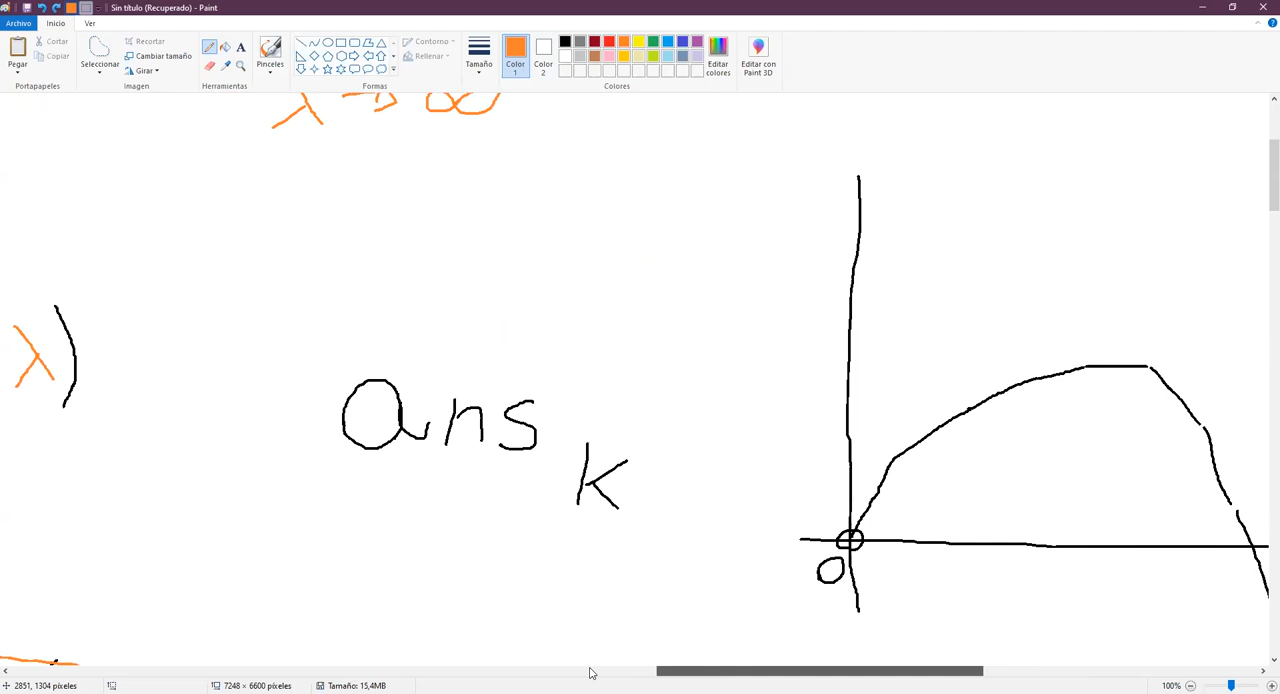 Sin título (Recuperado) - Paint
Archivo Inicio Ver
Pegar
Cortar
Copiar
Portapapeles
Seleccionar
Recortar
Cambiar tamaño
Girar
Imagen
A
Herramientas
Pinceles
Contorno
Rellenar
Formas
Tamaño
Color 1
Color 2
Editar colores
Colores
Editar con Paint 3D
λ → ∞
λ)
ans
k
0
2851, 1304 píxeles 7248 × 6600 píxeles Tamaño: 15,4MB 100%